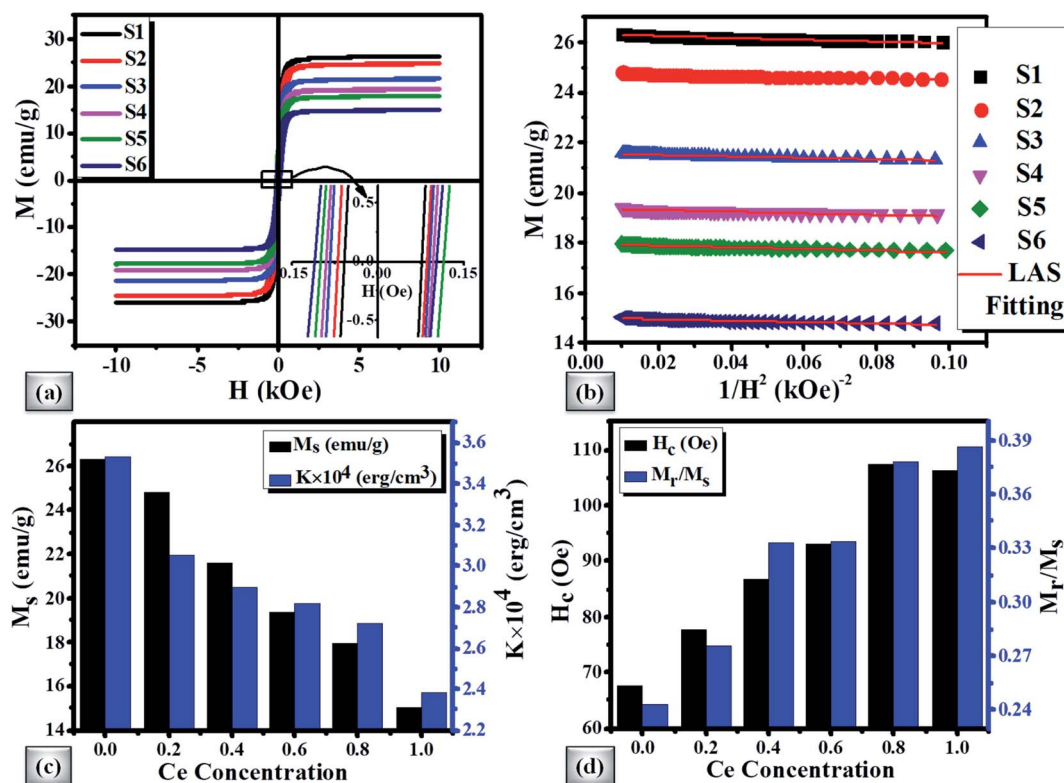 S1
S2
S3
S4
S5
S6
M (emu/g)
30
20
10
0
-10
-20
-30
-10
-5
0
5
10
H (kOe)
0.5
0.0
-0.5
0.15
0.00
0.15
H (Oe)
(a)
M (emu/g)
26
24
22
20
18
16
14
0.00
0.02
0.04
0.06
0.08
0.10
1/H² (kOe)⁻²
S1
S2
S3
S4
S5
S6
LAS
Fitting
(b)
Ms (emu/g)
K×10⁴ (erg/cm³)
Ms (emu/g)
26
24
22
20
18
16
14
3.6
3.4
3.2
3.0
2.8
2.6
2.4
2.2
K×10⁴ (erg/cm³)
0.0
0.2
0.4
0.6
0.8
1.0
Ce Concentration
(c)
Hc (Oe)
Mr/Ms
Hc (Oe)
110
100
90
80
70
60
0.39
0.36
0.33
0.30
0.27
0.24
Mr/Ms
0.0
0.2
0.4
0.6
0.8
1.0
Ce Concentration
(d)